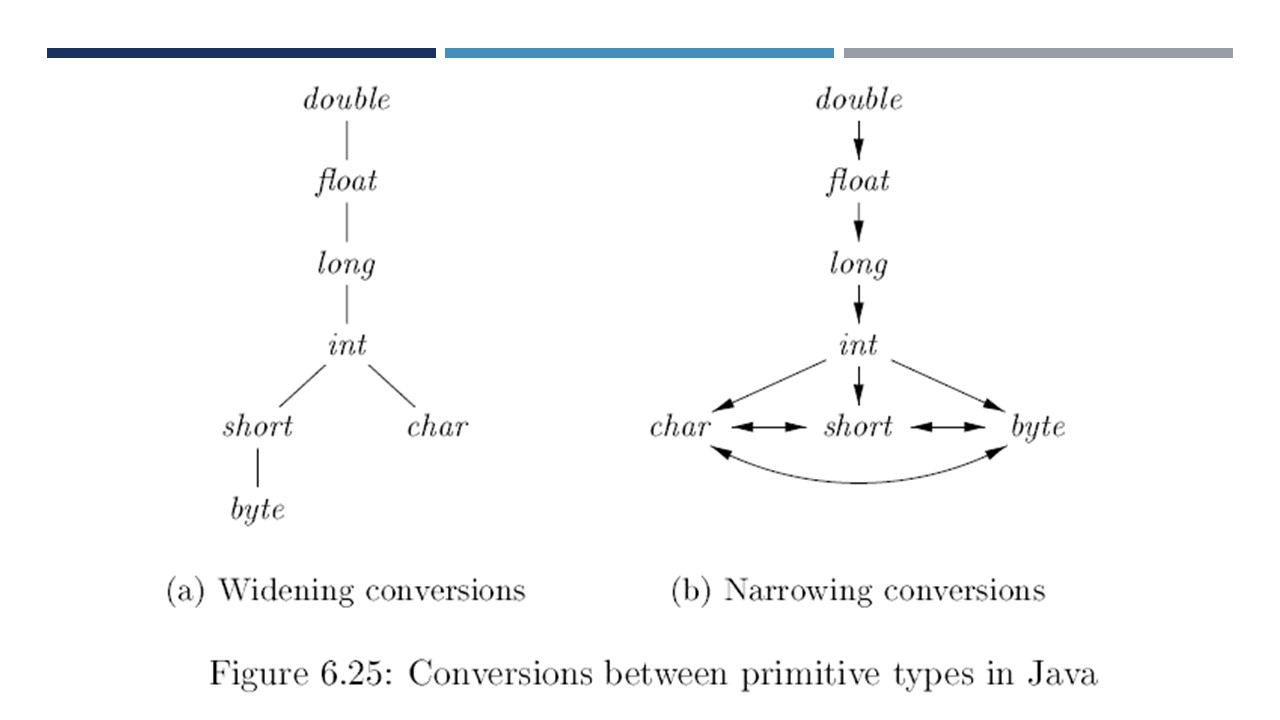 double
float
long
int
short char
byte
(a) Widening conversions
double
float
long
int
char short byte
(b) Narrowing conversions
Figure 6.25: Conversions between primitive types in Java